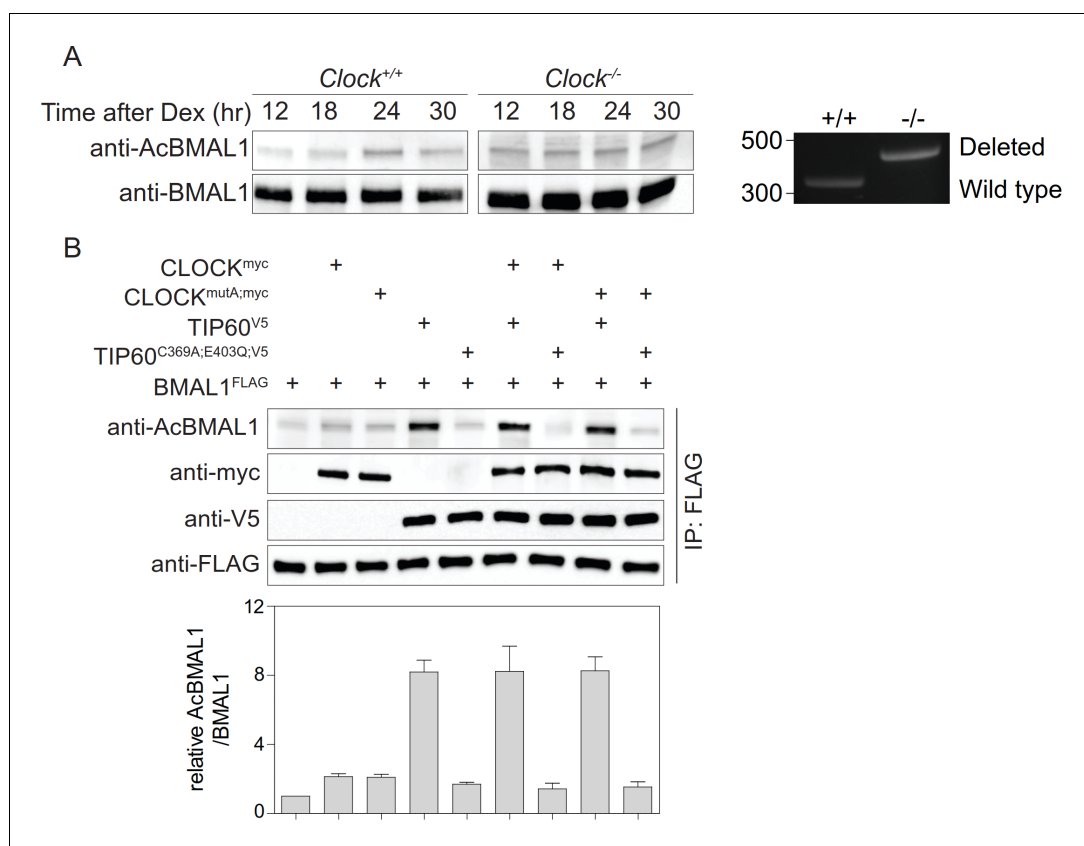 A
Clock+/+ Clock-/-
Time after Dex (hr) 12 18 24 30 12 18 24 30
anti-AcBMAL1
anti-BMAL1
+/+ -/-
500 Deleted
300 Wild type
B
CLOCKmyc + + +
CLOCKmutA;myc + + +
TIP60V5 + + +
TIP60C369A;E403Q;V5 + + +
BMAL1FLAG + + + + + + + + +
anti-AcBMAL1
anti-myc
anti-V5
anti-FLAG
IP: FLAG
relative AcBMAL1
/BMAL1
12
8
4
0